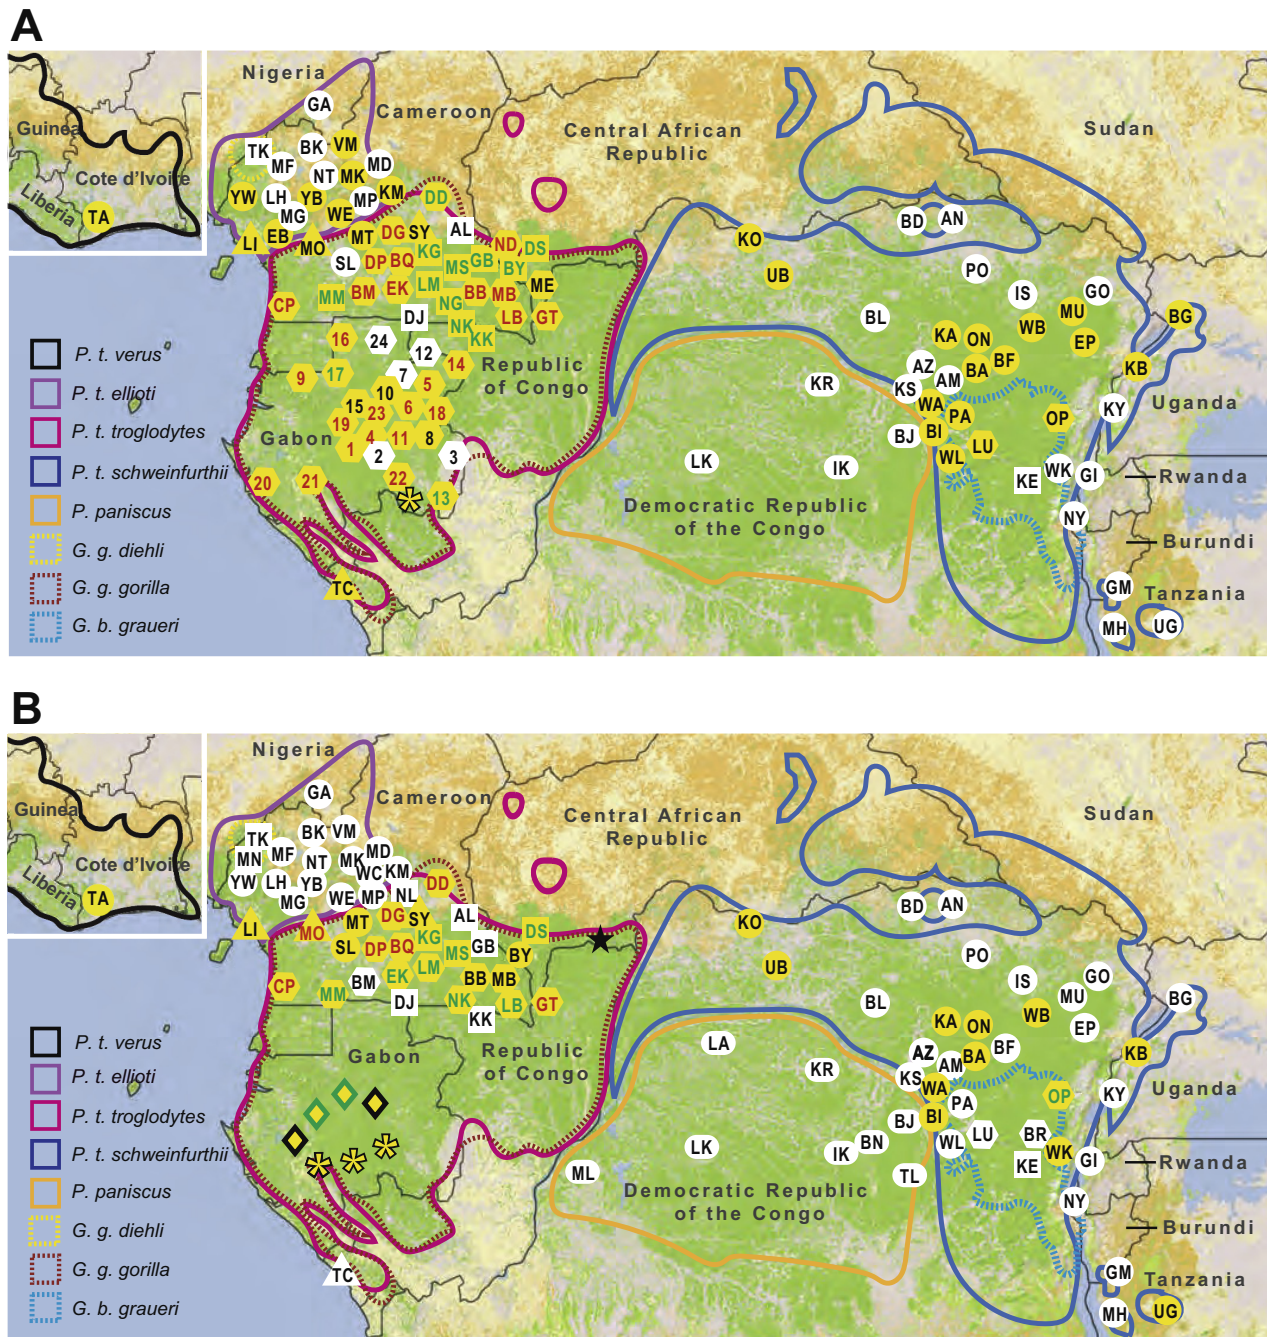 A
Nigeria
GA
Cameroon
Central African
Republic
Sudan
Guinea
Cote d'Ivoire
Liberia
TA
TK
BK
VM
MF
NT
MK
MD
YW
LH
YB
MP
KM
DD
MG
WE
LI
EB
MO
MT
DG
SY
AL
KG
ND
DS
SL
DP
BQ
MS
GB
BY
CP
MM
BM
EK
LM
NG
BB
MB
ME
DJ
NK
KK
LB
GT
KO
UB
BD
AN
PO
IS
GO
BL
KA
ON
WB
MU
EP
BG
KR
AZ
KS
AM
BA
BF
KB
WA
PA
OP
KY
Uganda
BJ
BI
WL
LU
LK
IK
KE
WK
GI
Rwanda
NY
Burundi
Democratic Republic
of the Congo
GM
Tanzania
MH
UG
Republic
of Congo
16
24
12
14
9
17
7
5
10
15
23
6
18
19
Gabon
4
11
8
1
2
3
20
21
22
13
TC
P. t. verus
P. t. ellioti
P. t. troglodytes
P. t. schweinfurthii
P. paniscus
G. g. diehli
G. g. gorilla
G. b. graueri
B
Nigeria
GA
Cameroon
Central African
Republic
Sudan
Guinea
Cote d'Ivoire
Liberia
TA
TK
BK
VM
MN
MF
NT
MK
MD
WC
KM
YW
LH
YB
MG
WE
MP
NL
DD
LI
MO
MT
DG
SY
AL
KG
GB
DS
SL
DP
BQ
MS
BY
CP
MM
BM
EK
LM
BB
MB
DJ
NK
KK
LB
GT
KO
UB
BD
AN
PO
IS
GO
BL
KA
ON
WB
MU
EP
BG
LA
KR
AZ
KS
AM
BA
BF
KB
WA
PA
OP
KY
Uganda
BJ
BI
WL
LU
BR
LK
IK
BN
KE
WK
GI
Rwanda
ML
TL
NY
Burundi
Democratic Republic
of the Congo
GM
Tanzania
MH
UG
Gabon
Republic
of Congo
TC
P. t. verus
P. t. ellioti
P. t. troglodytes
P. t. schweinfurthii
P. paniscus
G. g. diehli
G. g. gorilla
G. b. graueri